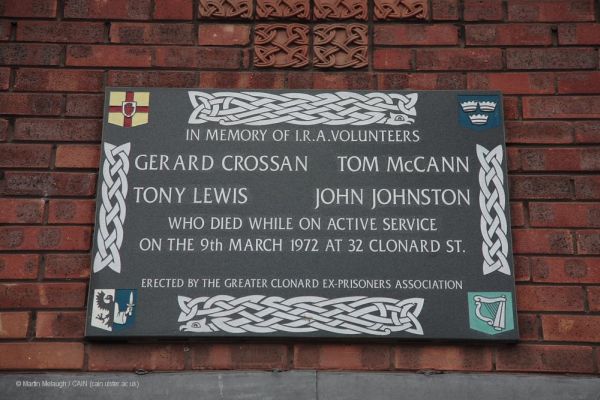 IN MEMORY OF I.R.A. VOLUNTEERS
GERARD CROSSAN TOM McCANN
TONY LEWIS JOHN JOHNSTON
WHO DIED WHILE ON ACTIVE SERVICE
ON THE 9th MARCH 1972 AT 32 CLONARD ST.
ERECTED BY THE GREATER CLONARD EX-PRISONERS ASSOCIATION
© Martin Melaugh / CAIN (cain.ulster.ac.uk)